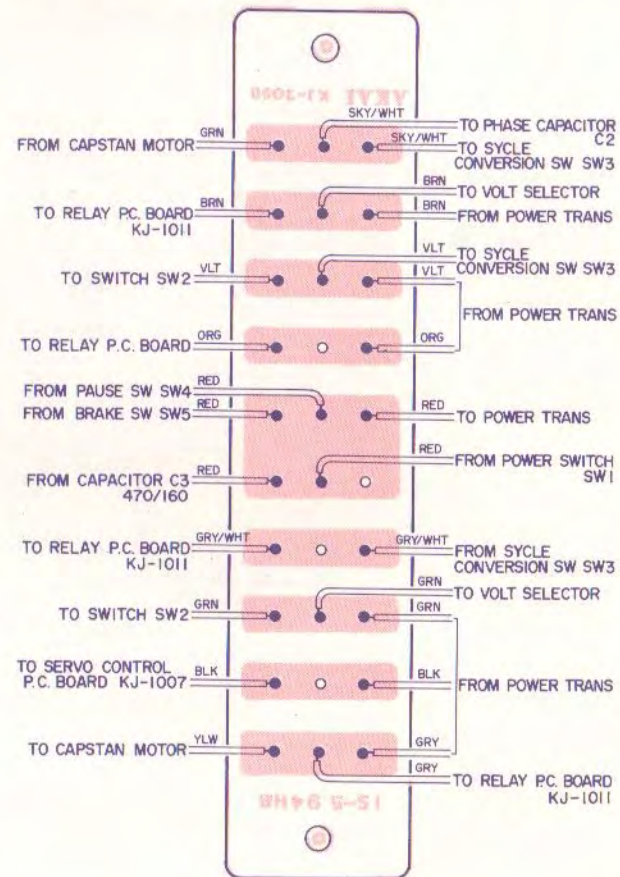 AKAI
GRN
SKY/WHT
TO PHASE CAPACITOR
C2
FROM CAPSTAN MOTOR
SKY/WHT
TO SYCLE
CONVERSION SW SW3
BRN
TO VOLT SELECTOR
TO RELAY P.C. BOARD
KJ-1011
BRN
BRN
FROM POWER TRANS
VLT
TO SYCLE
CONVERSION SW SW3
TO SWITCH SW2
VLT
VLT
FROM POWER TRANS
TO RELAY P.C. BOARD
ORG
ORG
FROM PAUSE SW SW4
RED
FROM BRAKE SW SW5
RED
RED
TO POWER TRANS
RED
FROM POWER SWITCH
SW1
FROM CAPACITOR C3
470/160
RED
TO RELAY P.C. BOARD
KJ-1011
GRY/WHT
GRY/WHT
FROM SYCLE
CONVERSION SW SW3
GRN
TO VOLT SELECTOR
TO SWITCH SW2
GRN
GRN
TO SERVO CONTROL
P.C. BOARD KJ-1007
BLK
BLK
FROM POWER TRANS
TO CAPSTAN MOTOR
YLW
GRY
GRY
TO RELAY P.C. BOARD
KJ-1011